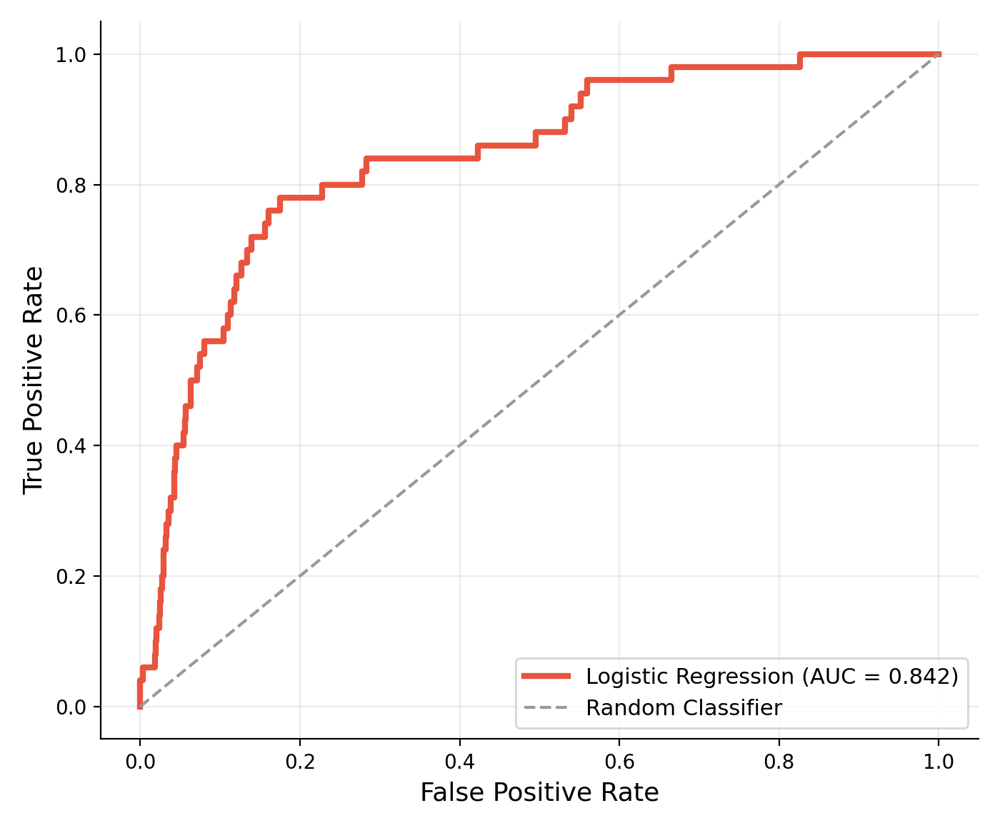 1.0
0.8
0.6
0.4
0.2
0.0
True Positive Rate
Logistic Regression (AUC = 0.842)
Random Classifier
0.0 0.2 0.4 0.6 0.8 1.0
False Positive Rate